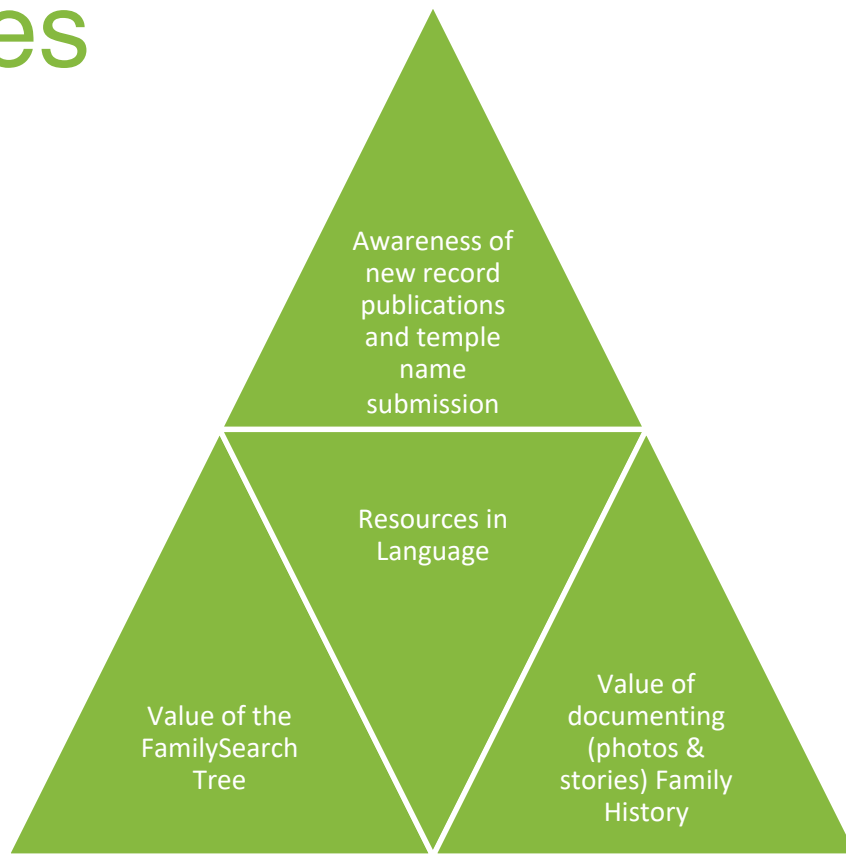 es
Awareness of
new record
publications
and temple
name
submission
Resources in
Language
Value of the
FamilySearch
Tree
Value of
documenting
(photos &
stories) Family
History